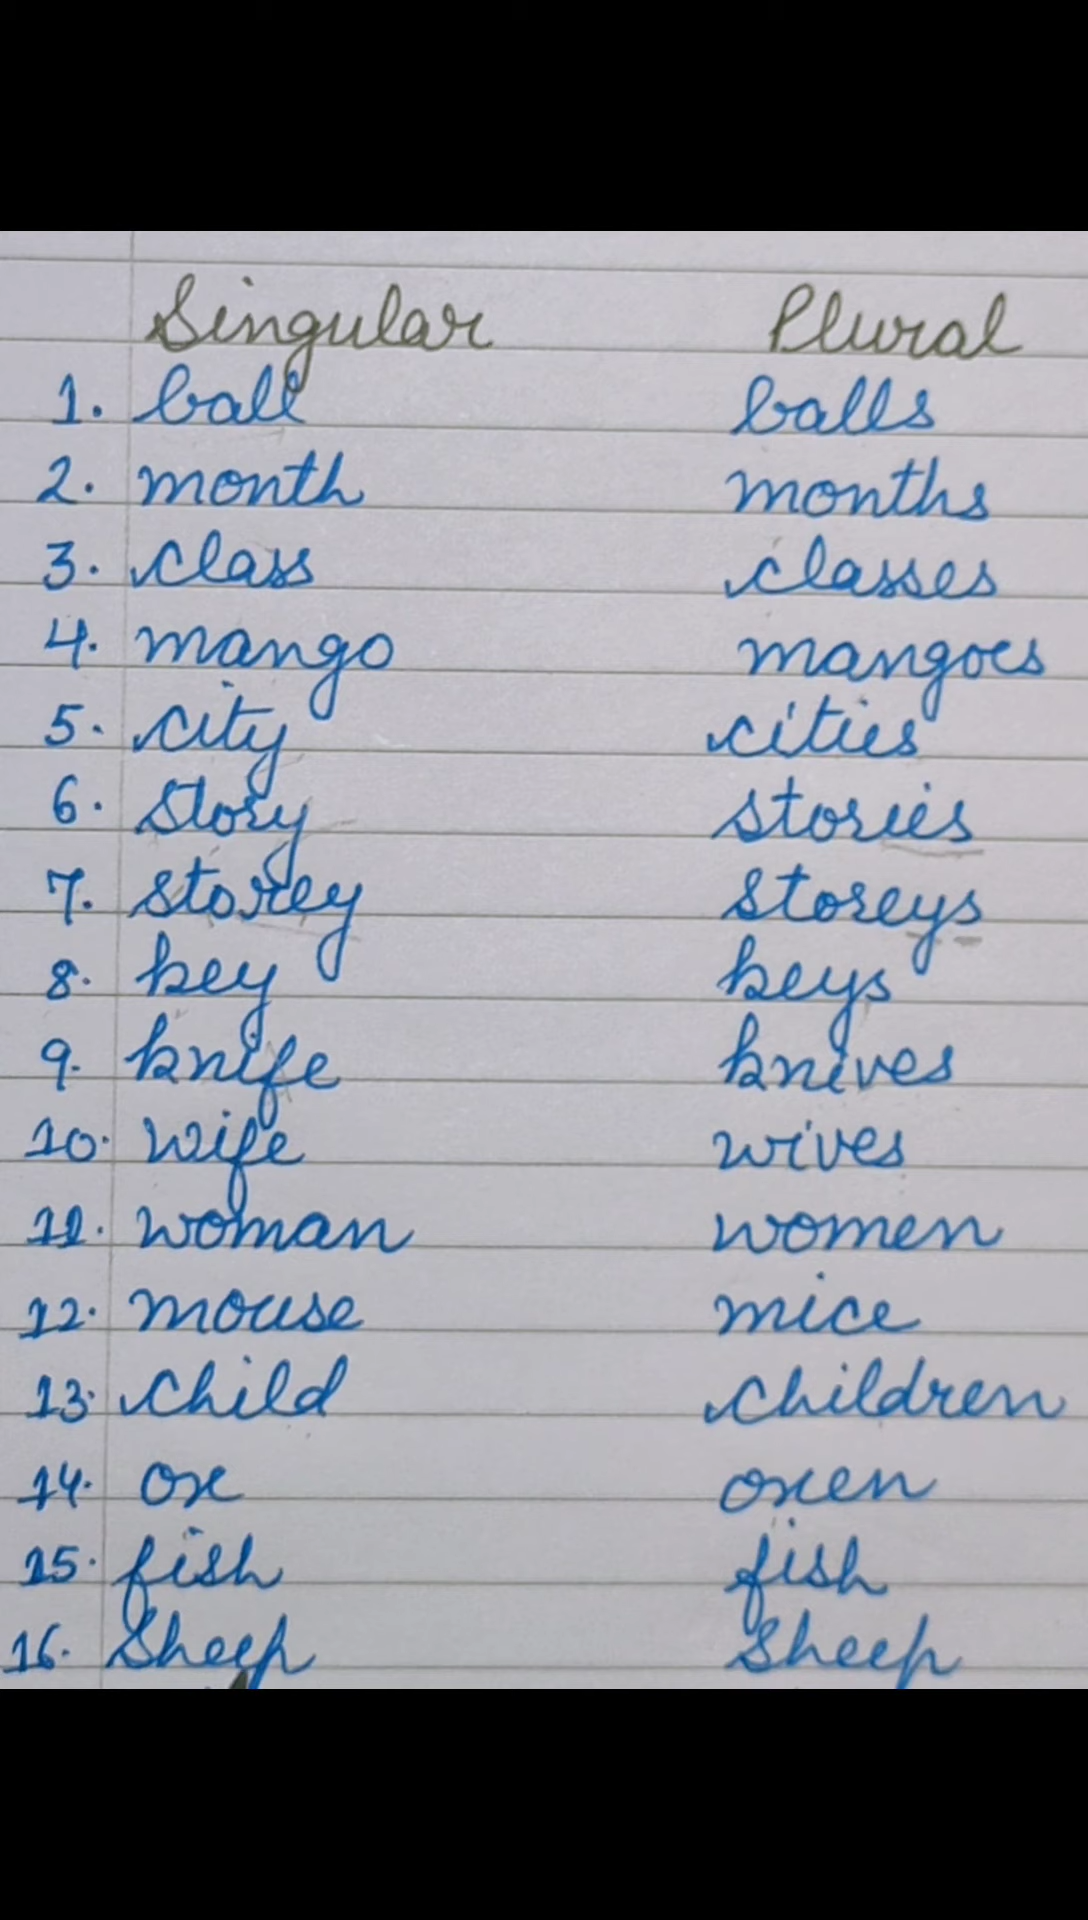 Singular Plural
1. ball balls
2. month months
3. class classes
4. mango mangoes
5. city cities
6. story stories
7. storey storeys
8. key keys
9. knife knives
10. wife wives
11. woman women
12. mouse mice
13. child children
14. ox oxen
15. fish fish
16. Sheep Sheep